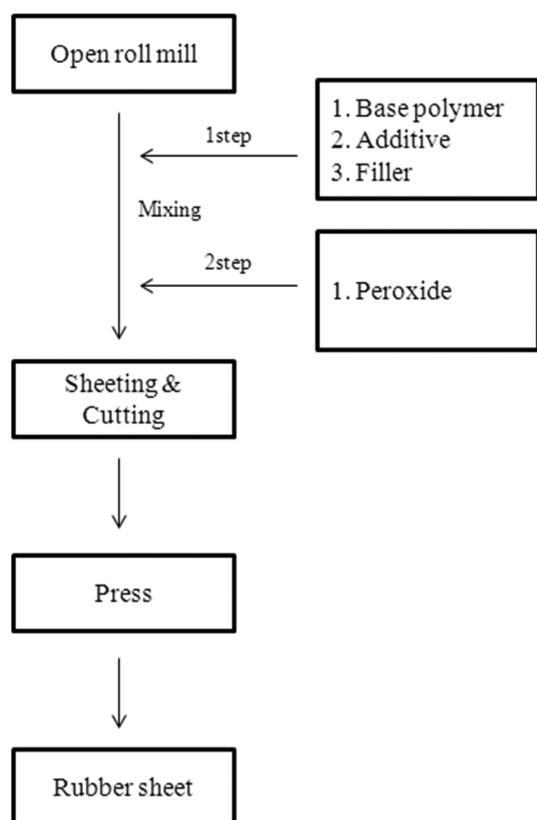 Open roll mill
1step
1. Base polymer
2. Additive
3. Filler
Mixing
2step
1. Peroxide
Sheeting &
Cutting
Press
Rubber sheet